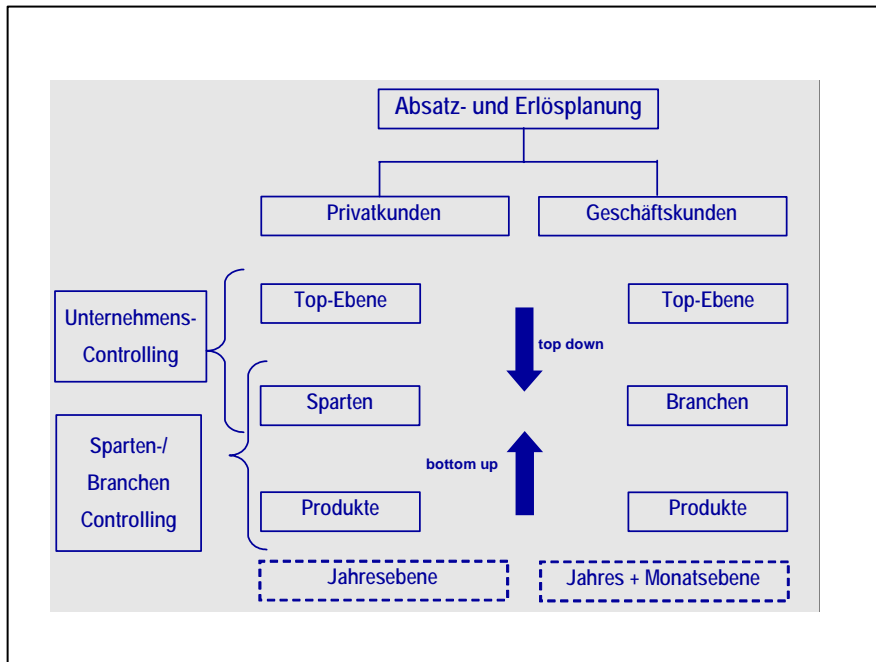 Absatz- und Erlösplanung
Privatkunden
Geschäftskunden
Unternehmens-
Controlling
Top-Ebene
top down
Top-Ebene
Sparten
Branchen
Sparten-/
Branchen
Controlling
bottom up
Produkte
Produkte
Jahresebene
Jahres + Monatsebene